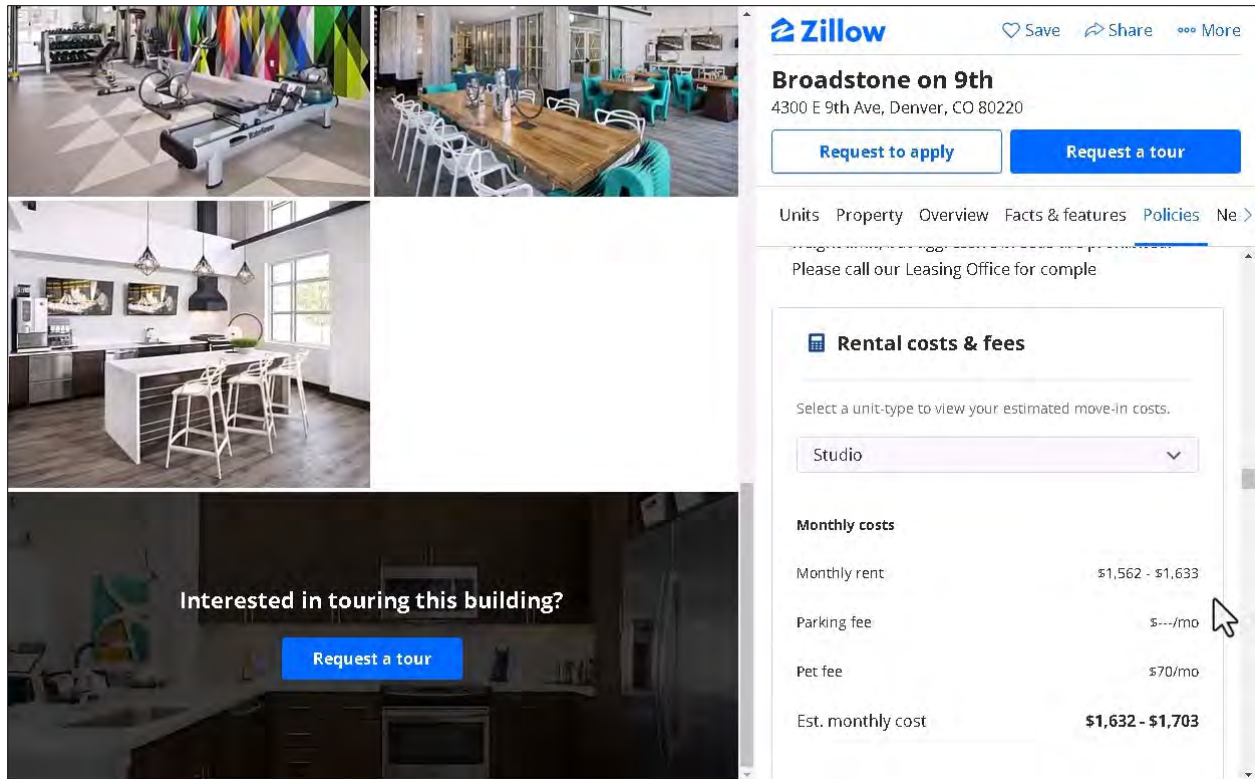 Zillow
Save
Share
More
Broadstone on 9th
4300 E 9th Ave, Denver, CO 80220
Request to apply
Request a tour
Units Property Overview Facts & features Policies Ne
Please call our Leasing Office for comple
Rental costs & fees
Select a unit-type to view your estimated move-in costs.
Studio
Monthly costs
Monthly rent $1,562 - $1,633
Parking fee $---/mo
Pet fee $70/mo
Est. monthly cost $1,632 - $1,703
Interested in touring this building?
Request a tour